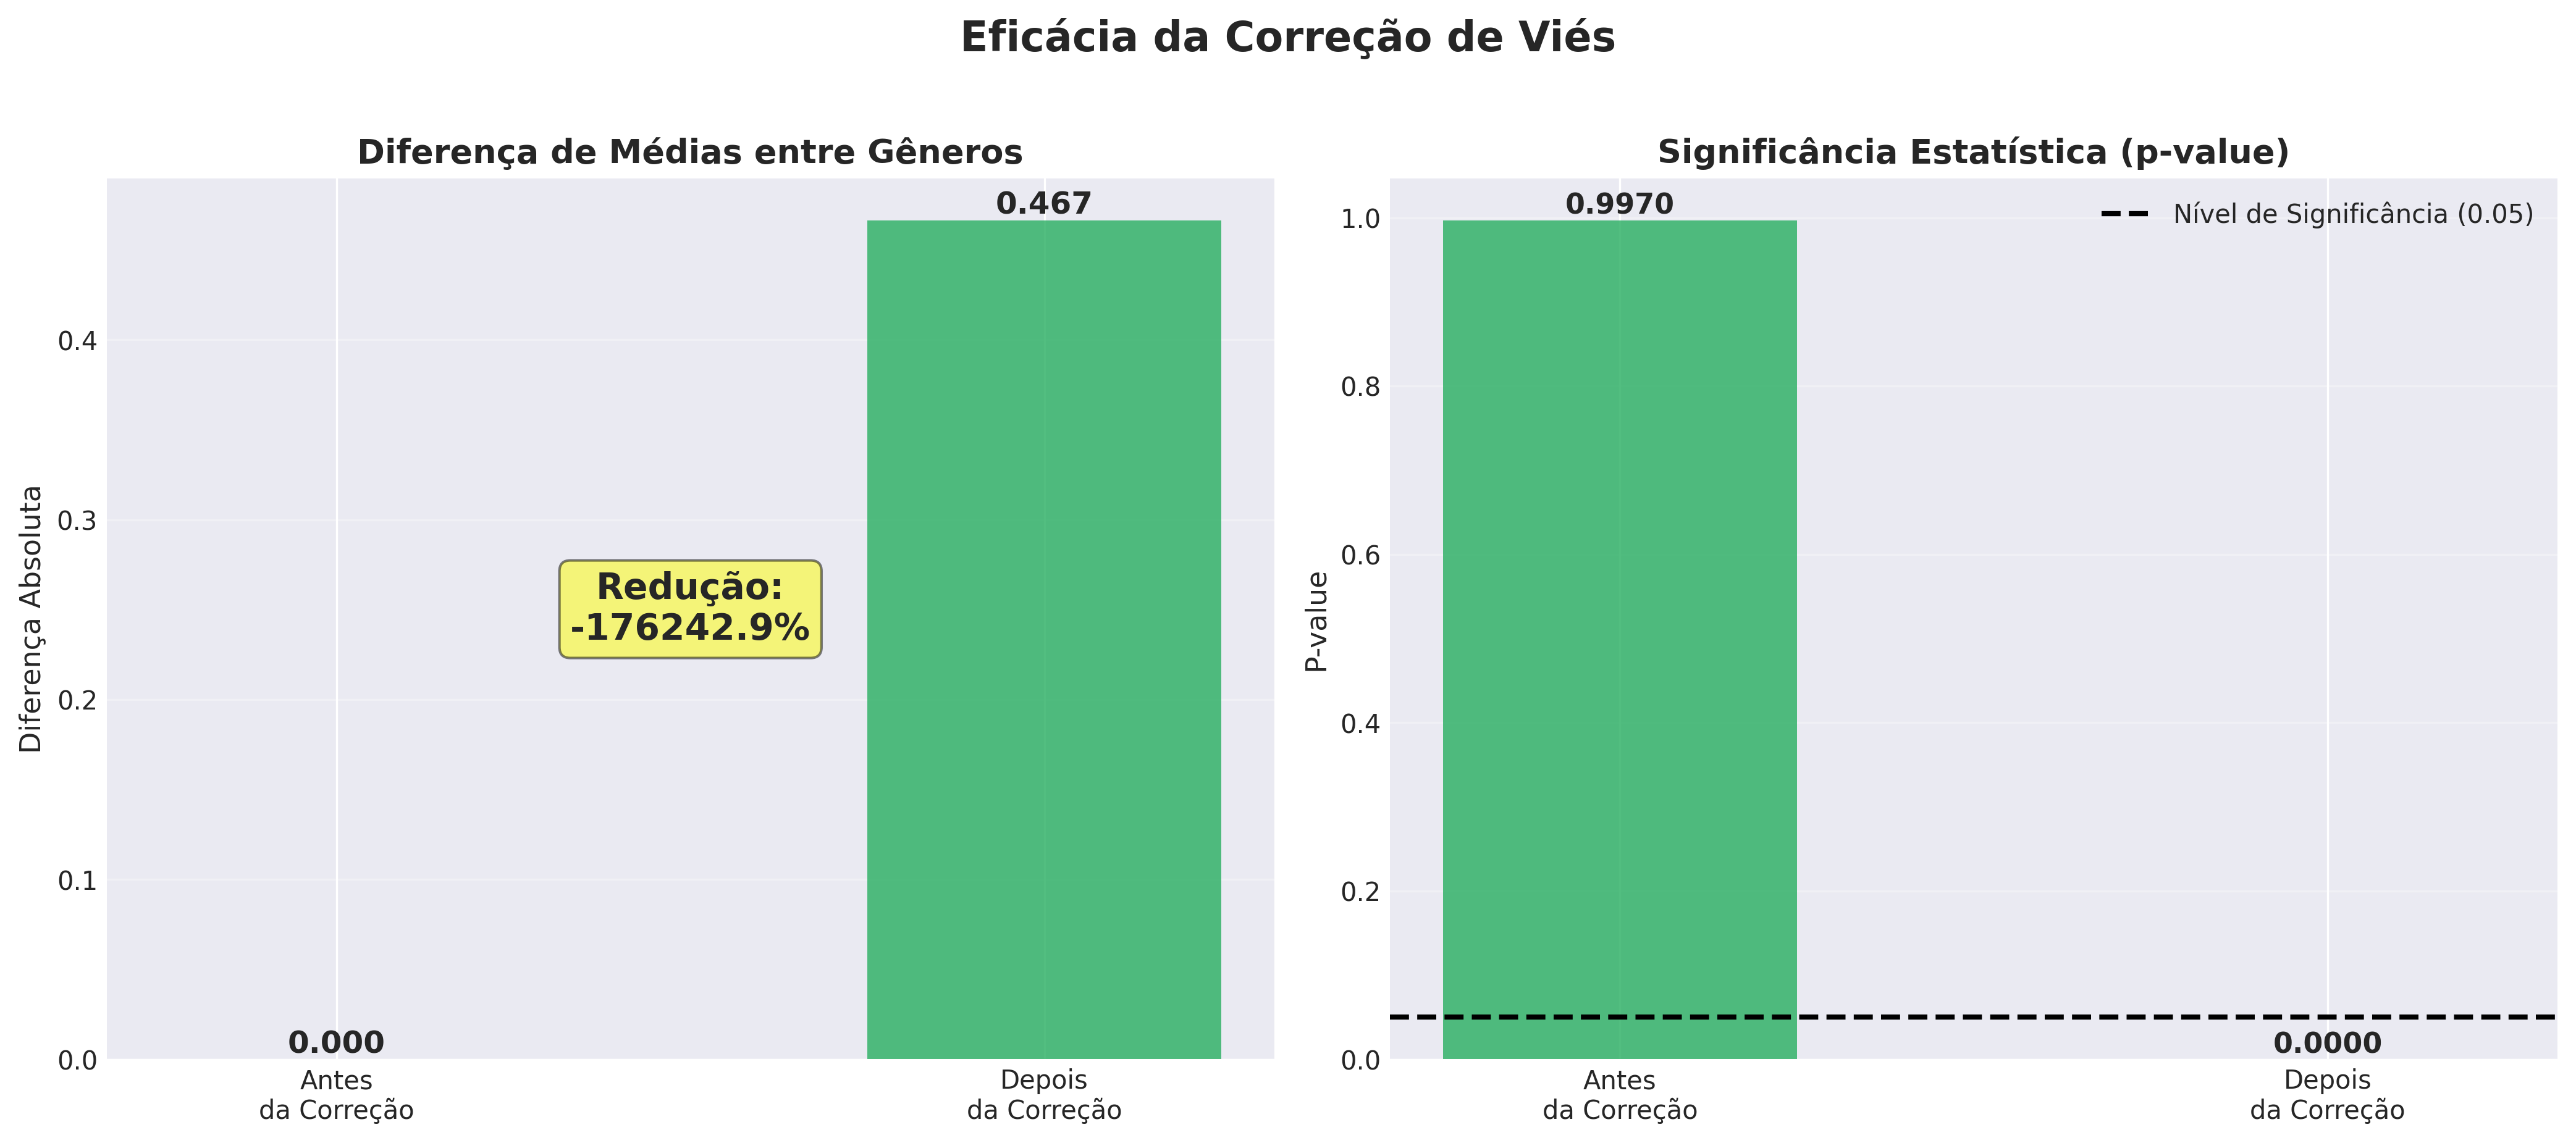 Eficácia da Correção de Viés
Diferença de Médias entre Gêneros
Diferença Absoluta
0.4
0.3
0.2
0.1
0.0
0.467
Redução:
-176242.9%
0.000
Antes
da Correção
Depois
da Correção
Significância Estatística (p-value)
P-value
1.0
0.8
0.6
0.4
0.2
0.0
0.9970
Nível de Significância (0.05)
0.0000
Antes
da Correção
Depois
da Correção